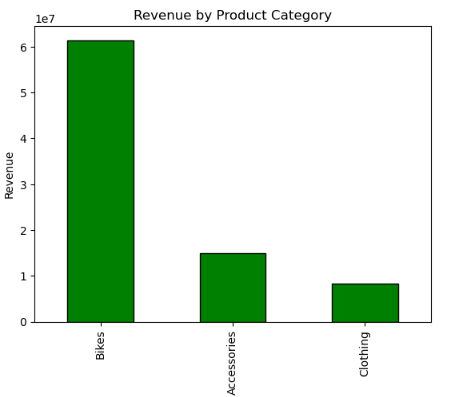 Revenue by Product Category
1e7
6
5
4
3
2
1
0
Revenue
Bikes
Accessories
Clothing